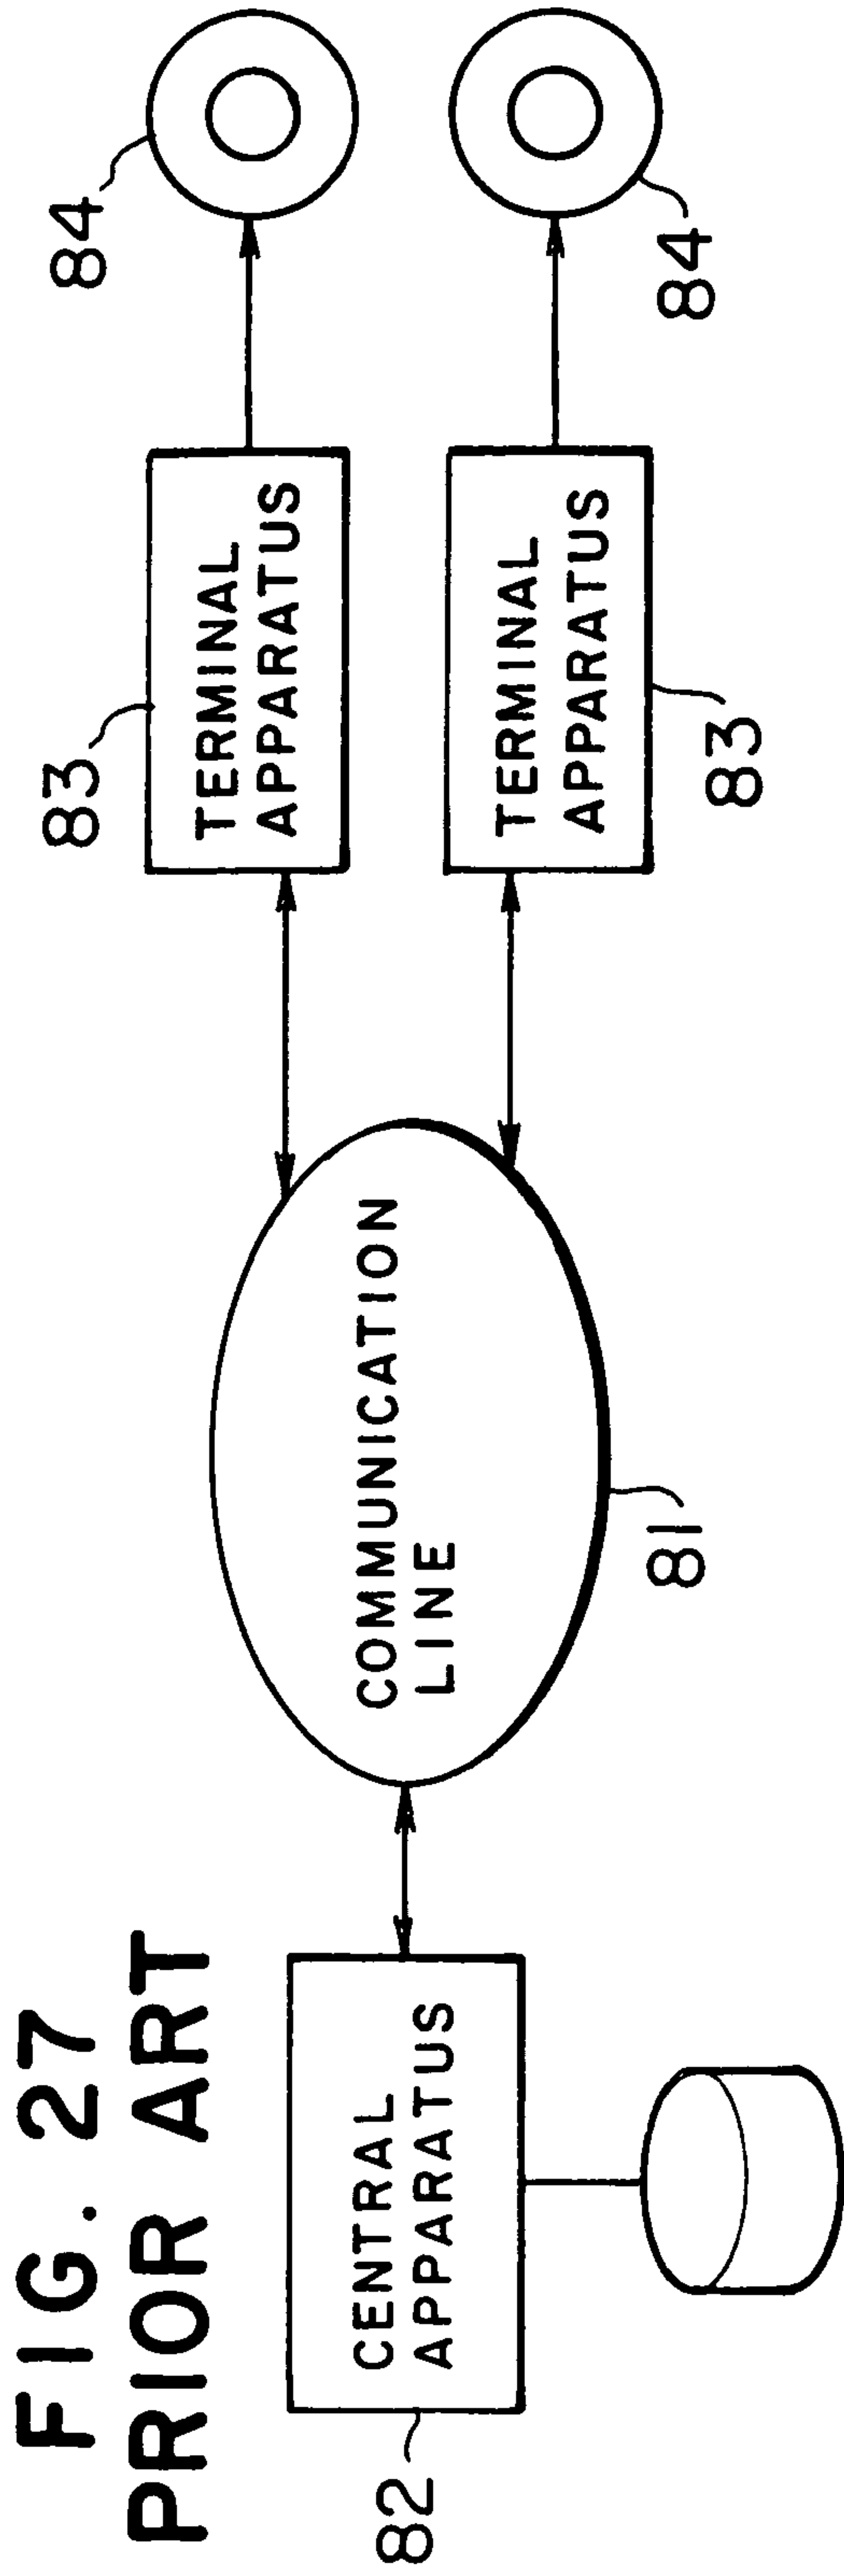 FIG. 27
PRIOR ART
82
CENTRAL
APPARATUS
COMMUNICATION
LINE
81
83
TERMINAL
APPARATUS
84
TERMINAL
APPARATUS
83
84